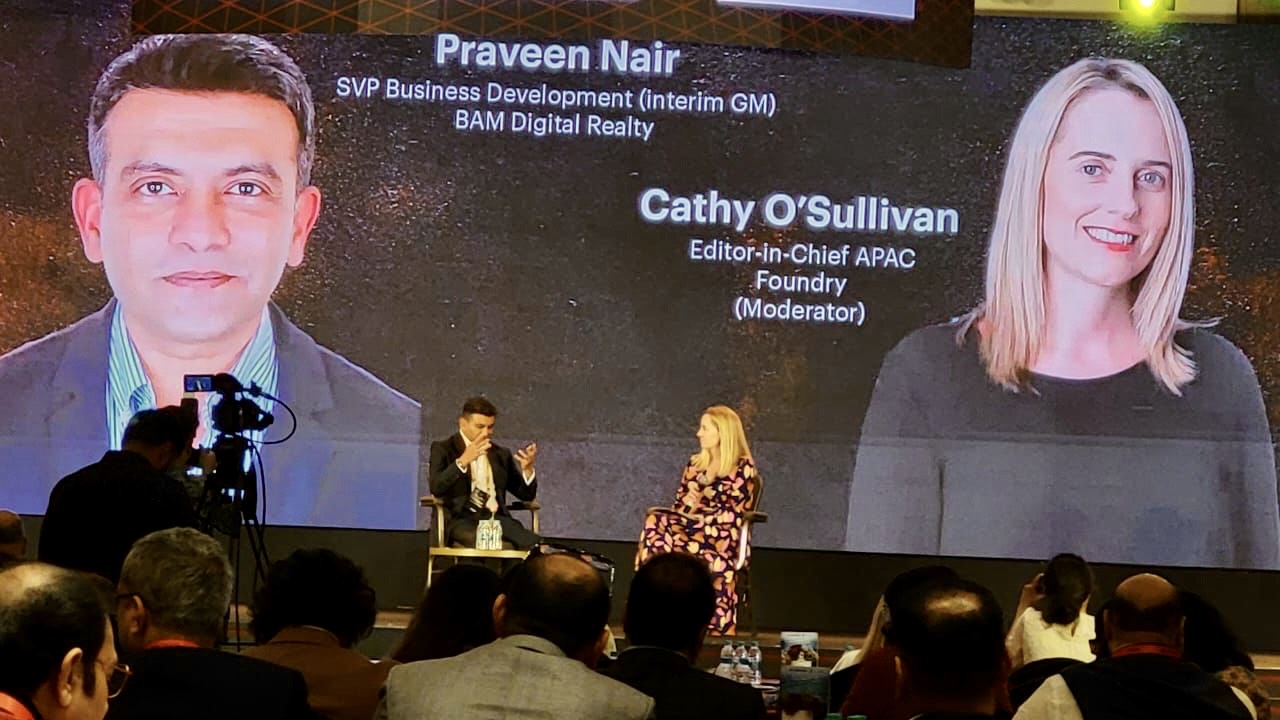 Praveen Nair
SVP Business Development (interim GM)
BAM Digital Realty
Cathy O'Sullivan
Editor-in-Chief APAC
Foundry
(Moderator)